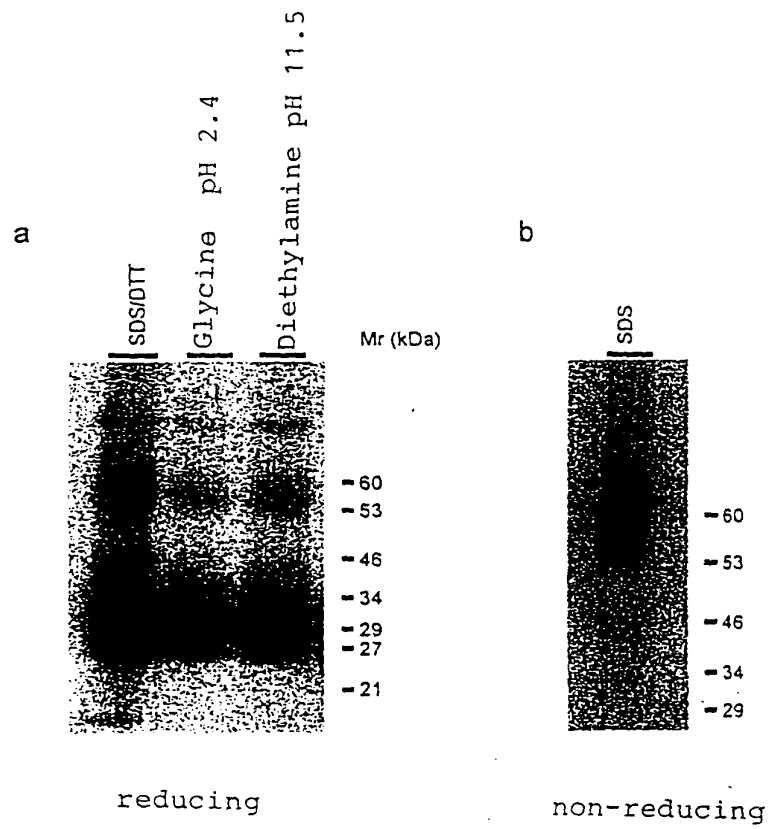 a
SDS/DTT
Glycine pH 2.4
Diethylamine pH 11.5
Mr (kDa)
60
53
46
34
29
27
21
reducing
b
SDS
60
53
46
34
29
non-reducing